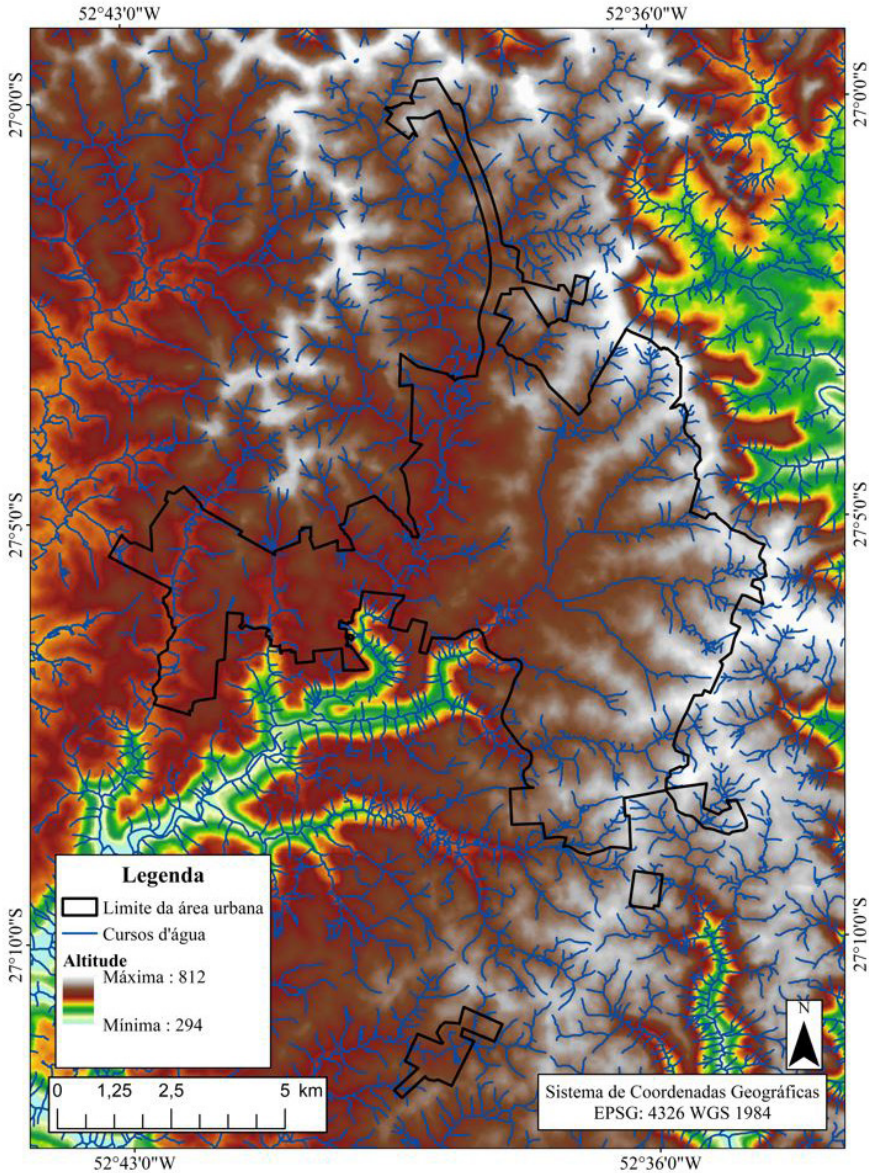 52°43'0"W 52°36'0"W
27°0'0"S 27°0'0"S
27°5'0"S 27°5'0"S
27°10'0"S 27°10'0"S
Legenda
Limite da área urbana
Cursos d'água
Altitude
Máxima : 812
Mínima : 294
0 1,25 2,5 5 km
N
Sistema de Coordenadas Geográficas
EPSG: 4326 WGS 1984
52°43'0"W 52°36'0"W